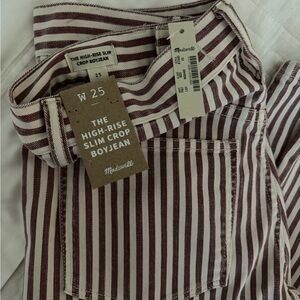 THE HIGH-RISE SLIM
CROP BOYJEAN
25
Madewell
W 25
THE
HIGH-RISE
SLIM CROP
BOYJEAN
Madewell